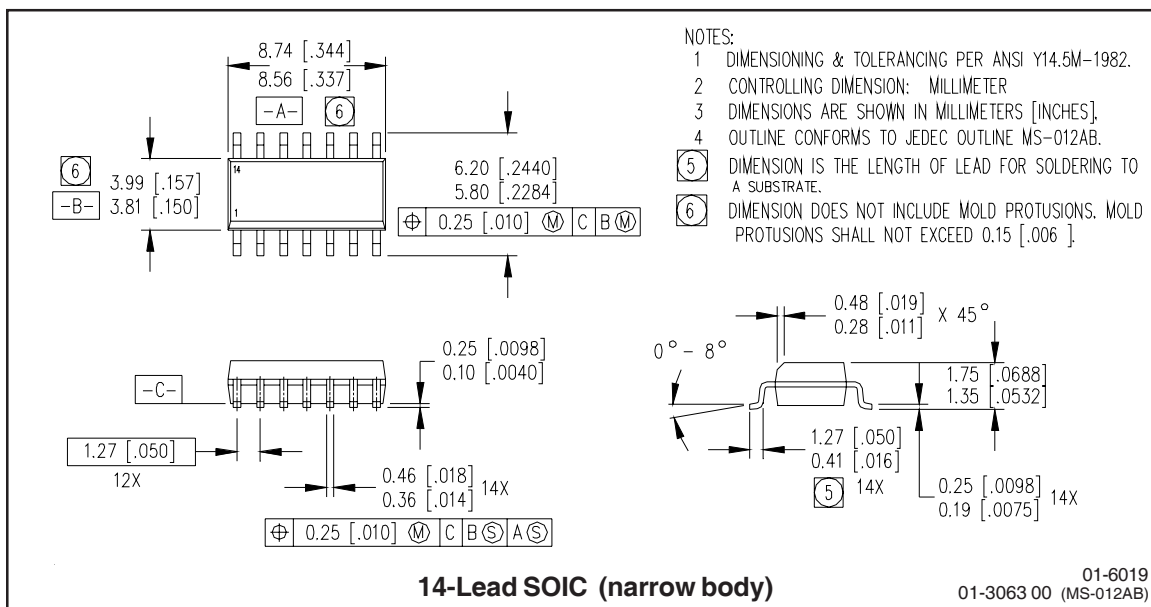 8.74 [.344]
8.56 [.337]
-A- 6
6
3.99 [.157]
3.81 [.150]
-B-
14
1
6.20 [.2440]
5.80 [.2284]
⌖ 0.25 [.010] Ⓜ C B Ⓜ
NOTES:
1 DIMENSIONING & TOLERANCING PER ANSI Y14.5M-1982.
2 CONTROLLING DIMENSION: MILLIMETER
3 DIMENSIONS ARE SHOWN IN MILLIMETERS [INCHES].
4 OUTLINE CONFORMS TO JEDEC OUTLINE MS-012AB.
5 DIMENSION IS THE LENGTH OF LEAD FOR SOLDERING TO
A SUBSTRATE.
6 DIMENSION DOES NOT INCLUDE MOLD PROTUSIONS. MOLD
PROTUSIONS SHALL NOT EXCEED 0.15 [.006 ].
0.25 [.0098]
0.10 [.0040]
-C-
1.27 [.050]
12X
0.46 [.018]
0.36 [.014] 14X
⌖ 0.25 [.010] Ⓜ C B Ⓢ A Ⓢ
0.48 [.019]
0.28 [.011] X 45°
0°- 8°
1.75 [.0688]
1.35 [.0532]
1.27 [.050]
0.41 [.016]
5 14X
0.25 [.0098]
0.19 [.0075] 14X
14-Lead SOIC (narrow body)
01-6019
01-3063 00 (MS-012AB)